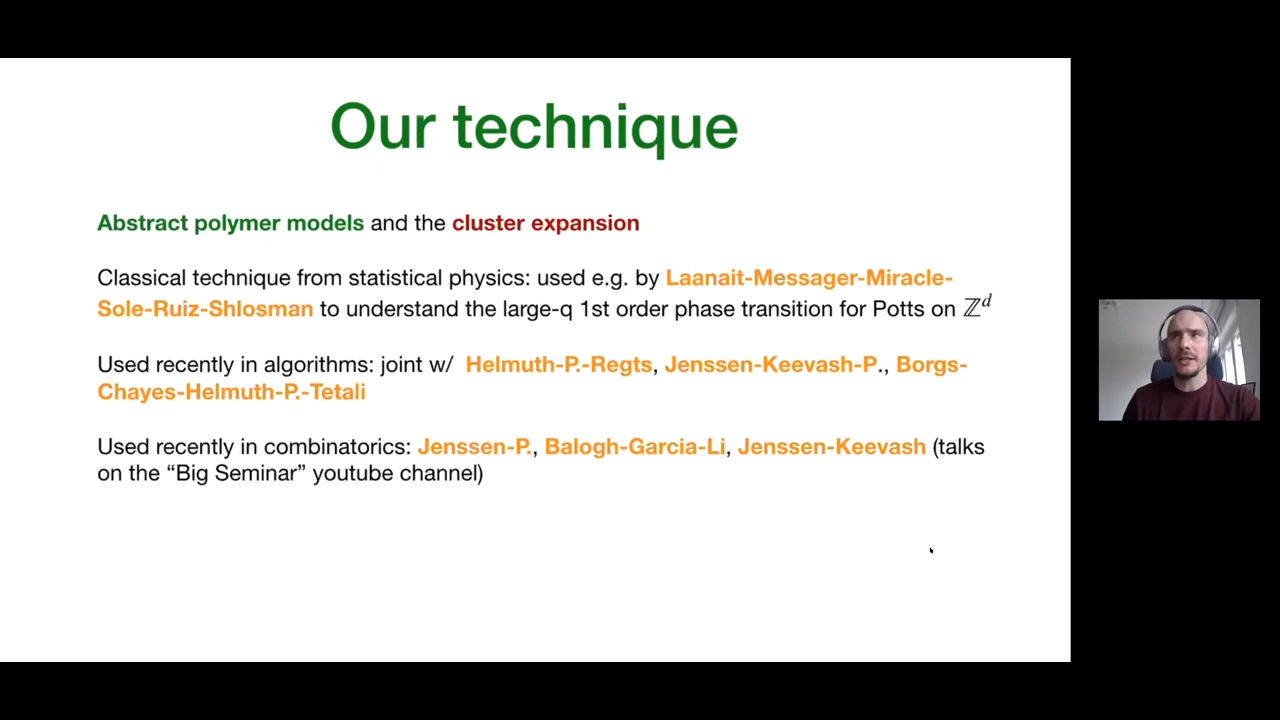 Our technique
Abstract polymer models and the cluster expansion
Classical technique from statistical physics: used e.g. by Laanait-Messager-Miracle-
Sole-Ruiz-Shlosman to understand the large-q 1st order phase transition for Potts on ℤᵈ
Used recently in algorithms: joint w/ Helmuth-P.-Regts, Jenssen-Keevash-P., Borgs-
Chayes-Helmuth-P.-Tetali
Used recently in combinatorics: Jenssen-P., Balogh-Garcia-Li, Jenssen-Keevash (talks
on the “Big Seminar” youtube channel)